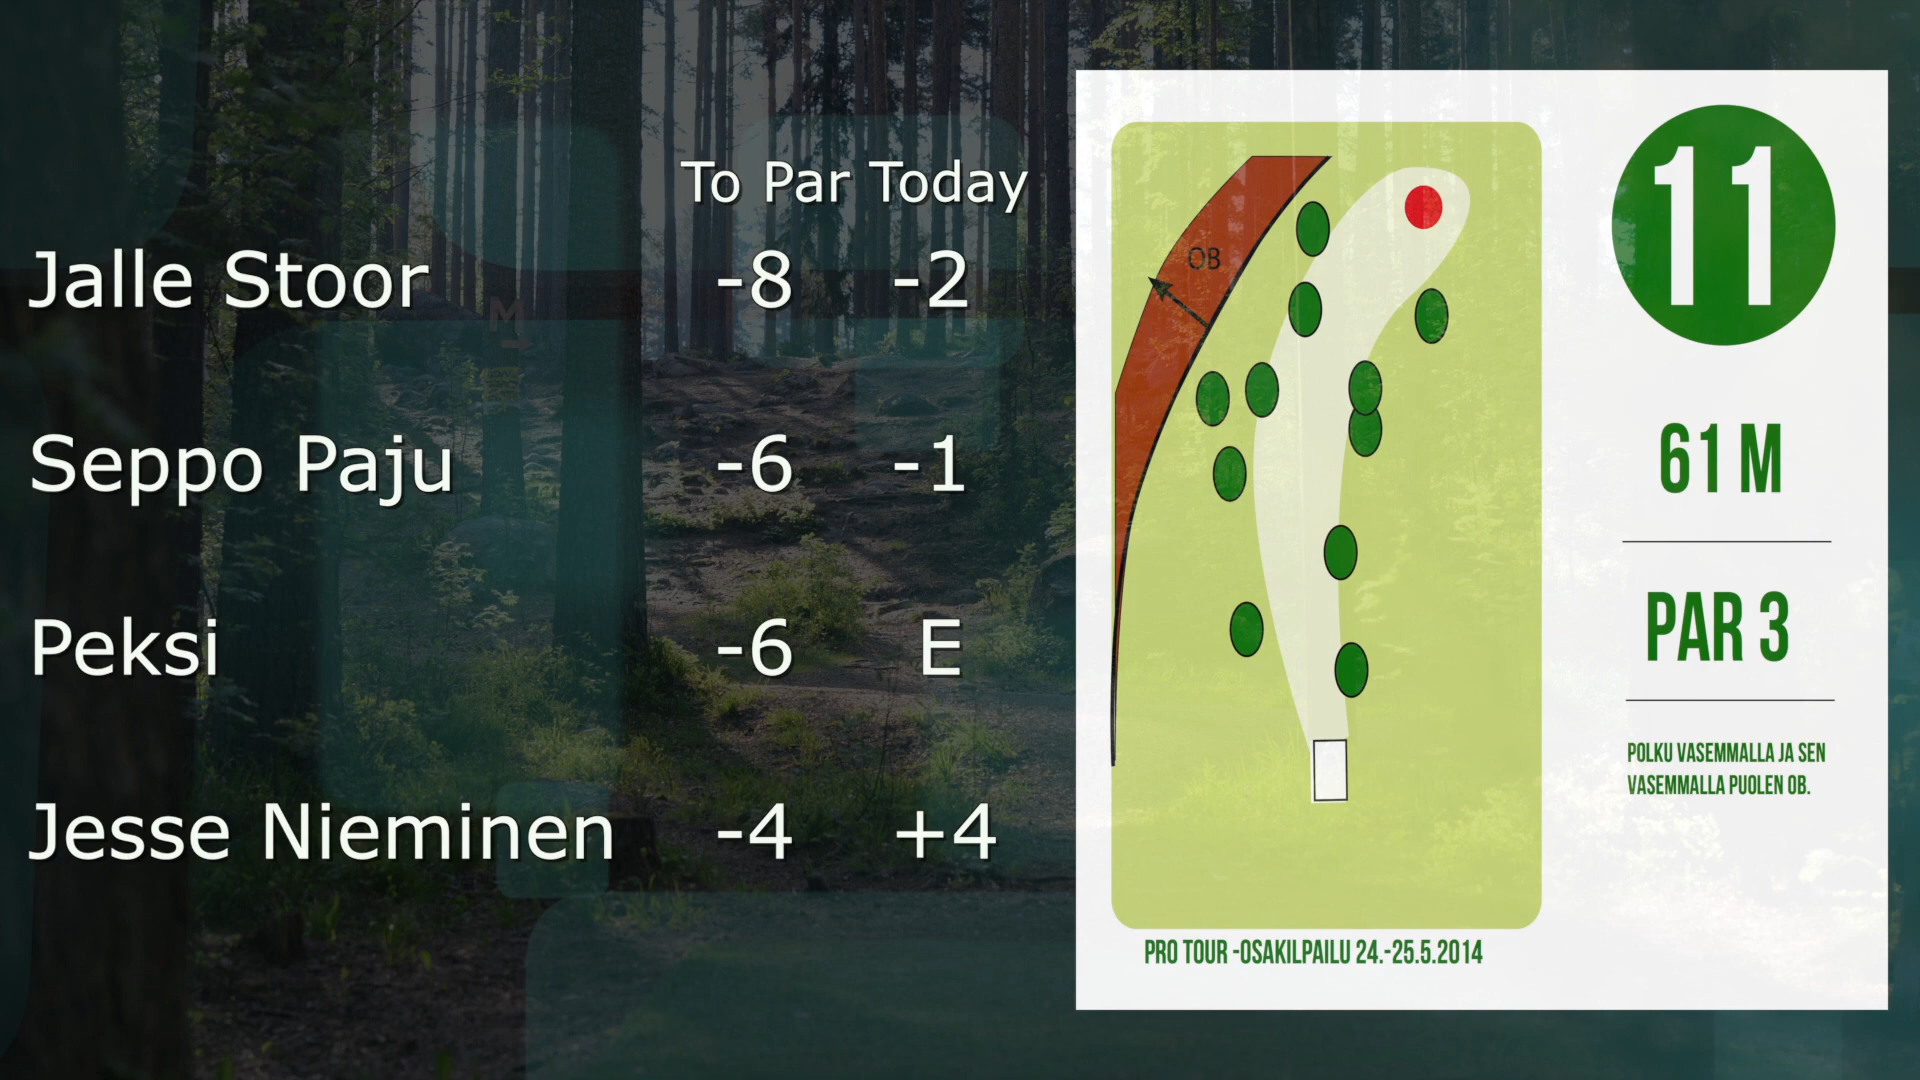 To Par Today
Jalle Stoor -8 -2
Seppo Paju -6 -1
Peksi -6 E
Jesse Nieminen -4 +4
OB
11
61 M
PAR 3
POLKU VASEMMALLA JA SEN
VASEMMALLA PUOLEN OB.
PRO TOUR -OSAKILPAILU 24.-25.5.2014
M